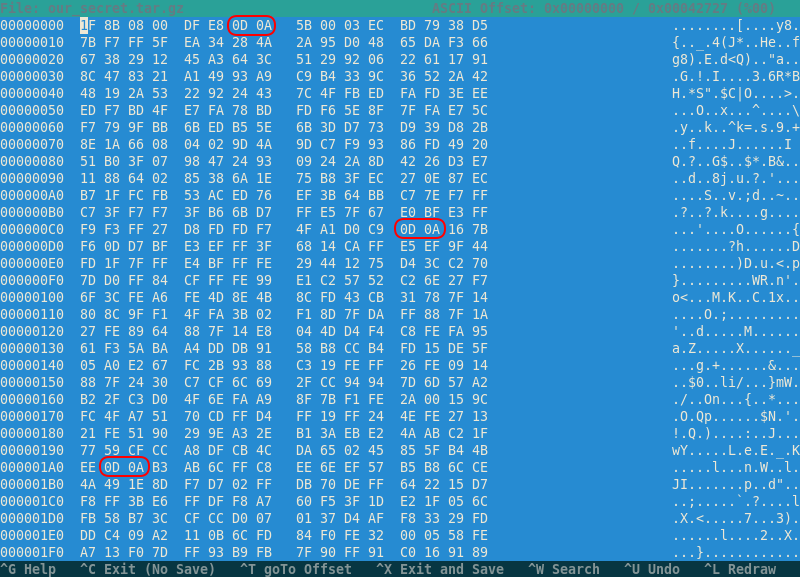 File: our secret.tar.gz ASCII Offset: 0x00000000 / 0x00042727 (%00)
00000000 1F 8B 08 00 DF E8 0D 0A 5B 00 03 EC BD 79 38 D5 ........[....y8.
00000010 7B F7 FF 5F EA 34 28 4A 2A 95 D0 48 65 DA F3 66 {.._.4(J*..He..f
00000020 67 38 29 12 45 A3 64 3C 51 29 92 06 22 61 17 91 g8).E.d<Q).."a..
00000030 8C 47 83 21 A1 49 93 A9 C9 B4 33 9C 36 52 2A 42 .G.!.I....3.6R*B
00000040 48 19 2A 53 22 92 24 43 7C 4F FB ED FA FD 3E EE H.*S".$C|O....>.
00000050 ED F7 BD 4F E7 FA 78 BD FD F6 5E 8F 7F FA E7 5C ...O..x...^....\
00000060 F7 79 9F BB 6B ED B5 5E 6B 3D D7 73 D9 39 D8 2B .y..k..^k=.s.9.+
00000070 8E 1A 66 08 04 02 9D 4A 9D C7 F9 93 86 FD 49 20 ..f....J......I
00000080 51 B0 3F 07 98 47 24 93 09 24 2A 8D 42 26 D3 E7 Q.?..G$..$*.B&..
00000090 11 88 64 02 85 38 6A 1E 75 B8 3F EC 27 0E 87 EC ..d..8j.u.?.'...
000000A0 B7 1F FC FB 53 AC ED 76 EF 3B 64 BB C7 7E F7 FF ....S..v.;d..~..
000000B0 C7 3F F7 F7 3F B6 6B D7 FF E5 7F 67 E0 BF E3 FF .?..?.k....g....
000000C0 F9 F3 FF 27 D8 FD FD F7 4F A1 D0 C9 0D 0A 16 7B ...'....O......{
000000D0 F6 0D D7 BF E3 EF FF 3F 68 14 CA FF E5 EF 9F 44 .......?h......D
000000E0 FD 1F 7F FF E4 BF FF FE 29 44 12 75 D4 3C C2 70 ........)D.u.<.p
000000F0 7D D0 FF 84 CF FF FE 99 E1 C2 57 52 C2 6E 27 F7 }.........WR.n'.
00000100 6F 3C FE A6 FE 4D 8E 4B 8C FD 43 CB 31 78 7F 14 o<...M.K..C.1x..
00000110 80 8C 9F F1 4F FA 3B 02 F1 8D 7F DA FF 88 7F 1A ....O.;.........
00000120 27 FE 89 64 88 7F 14 E8 04 4D D4 F4 C8 FE FA 95 '..d.....M......
00000130 61 F3 5A BA A4 DD DB 91 58 B8 CC B4 FD 15 DE 5F a.Z.....X......_
00000140 05 A0 E2 67 FC 2B 93 88 C3 19 FE FF 26 FE 09 14 ...g.+......&...
00000150 88 7F 24 30 C7 CF 6C 69 2F CC 94 94 7D 6D 57 A2 ..$0..li/...}mW.
00000160 B2 2F C3 D0 4F 6E FA A9 8F 7B F1 FE 2A 00 15 9C ./..On...{..*...
00000170 FC 4F A7 51 70 CD FF D4 FF 19 FF 24 4E FE 27 13 .O.Qp......$N.'.
00000180 21 FE 51 90 29 9E A3 2E B1 3A EB E2 4A AB C2 1F !.Q.)....:..J...
00000190 77 59 CE CC A8 DF CB 4C DA 65 02 45 85 5F B4 4B wY.....L.e.E._.K
000001A0 EE 0D 0A B3 AB 6C FF C8 EE 6E EF 57 B5 B8 6C CE .....l...n.W..l.
000001B0 4A 49 1E 8D F7 D7 02 FF DB 70 DE FF 64 22 15 D7 JI.......p..d"..
000001C0 F8 FF 3B E6 FF DF F8 A7 60 F5 3F 1D E2 1F 05 6C ..;.....`.?....l
000001D0 FB 58 B7 3C CF CC D0 07 01 37 D4 AF F8 33 29 FD .X.<.....7...3).
000001E0 DD C4 09 A2 11 0B 6C FD 84 F0 FE 32 00 05 58 FE ......l....2..X.
000001F0 A7 13 F0 7D FF 93 B9 FB 7F 90 FF 91 C0 16 91 89 ...}............
^G Help ^C Exit (No Save) ^T goTo Offset ^X Exit and Save ^W Search ^U Undo ^L Redraw